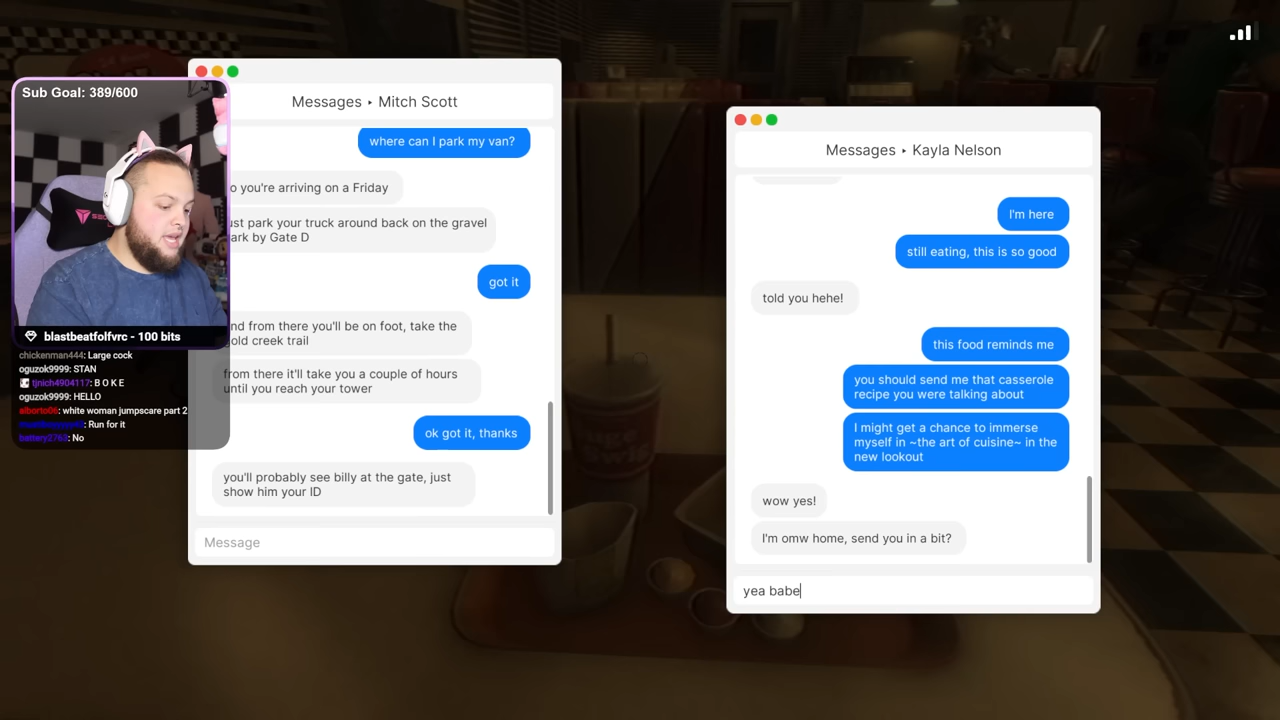 Sub Goal: 389/600
blastbeatfolfvrc - 100 bits
chickenman444: Large cock
oguzok9999: STAN
tjnich4904117: B O K E
oguzok9999: HELLO
alborto06: white woman jumpscare part 2
: Run for it
battery2763: No
Messages ▸ Mitch Scott
where can I park my van?
o you're arriving on a Friday
ust park your truck around back on the gravel
ark by Gate D
got it
nd from there you'll be on foot, take the
old creek trail
from there it'll take you a couple of hours
until you reach your tower
ok got it, thanks
you'll probably see billy at the gate, just
show him your ID
Message
Messages ▸ Kayla Nelson
I'm here
still eating, this is so good
told you hehe!
this food reminds me
you should send me that casserole
recipe you were talking about
I might get a chance to immerse
myself in ~the art of cuisine~ in the
new lookout
wow yes!
I'm omw home, send you in a bit?
yea babe